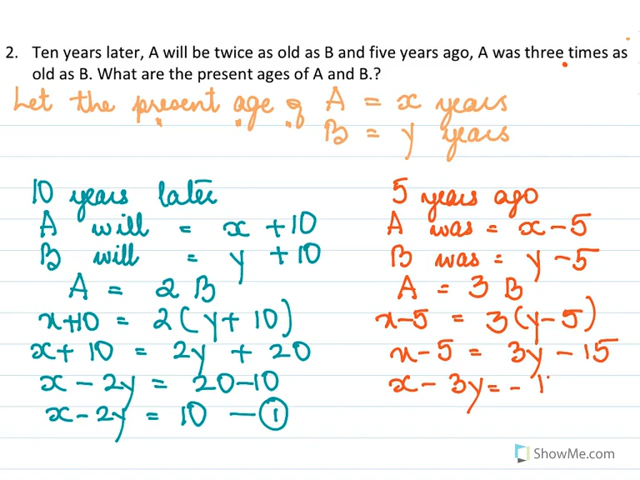 2. Ten years later, A will be twice as old as B and five years ago, A was three times as
old as B. What are the present ages of A and B.?
Let the present age of A = x years
B = y years
10 years later
A will = x + 10
B will = y + 10
A = 2 B
x+10 = 2(y + 10)
x + 10 = 2y + 20
x - 2y = 20-10
x - 2y = 10 — ①
5 years ago
A was = x - 5
B was = y - 5
A = 3 B
x-5 = 3(y-5)
x - 5 = 3y - 15
x - 3y = - 1
ShowMe.com